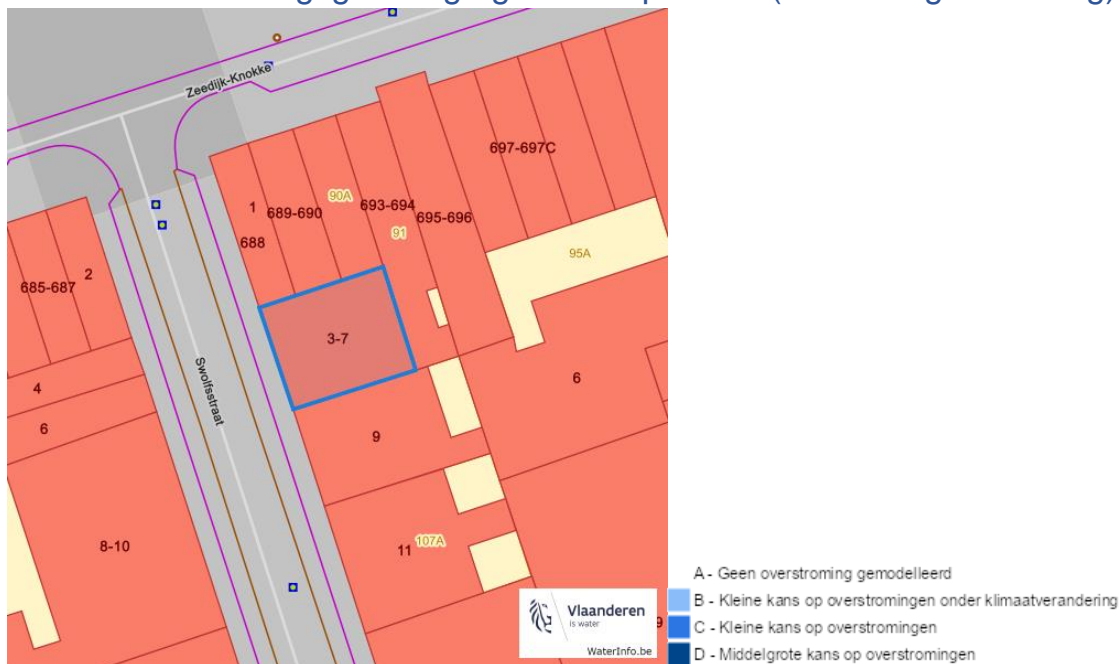 Zeedijk-Knokke
697-697C
90A
693-694
1
689-690
695-696
91
688
95A
2
685-687
3-7
Swolfsstraat
4
6
6
9
8-10
11
107A
A - Geen overstroming gemodelleerd
Vlaanderen
is water
B - Kleine kans op overstromingen onder klimaatverandering
9
C - Kleine kans op overstromingen
WaterInfo.be
D - Middelgrote kans op overstromingen